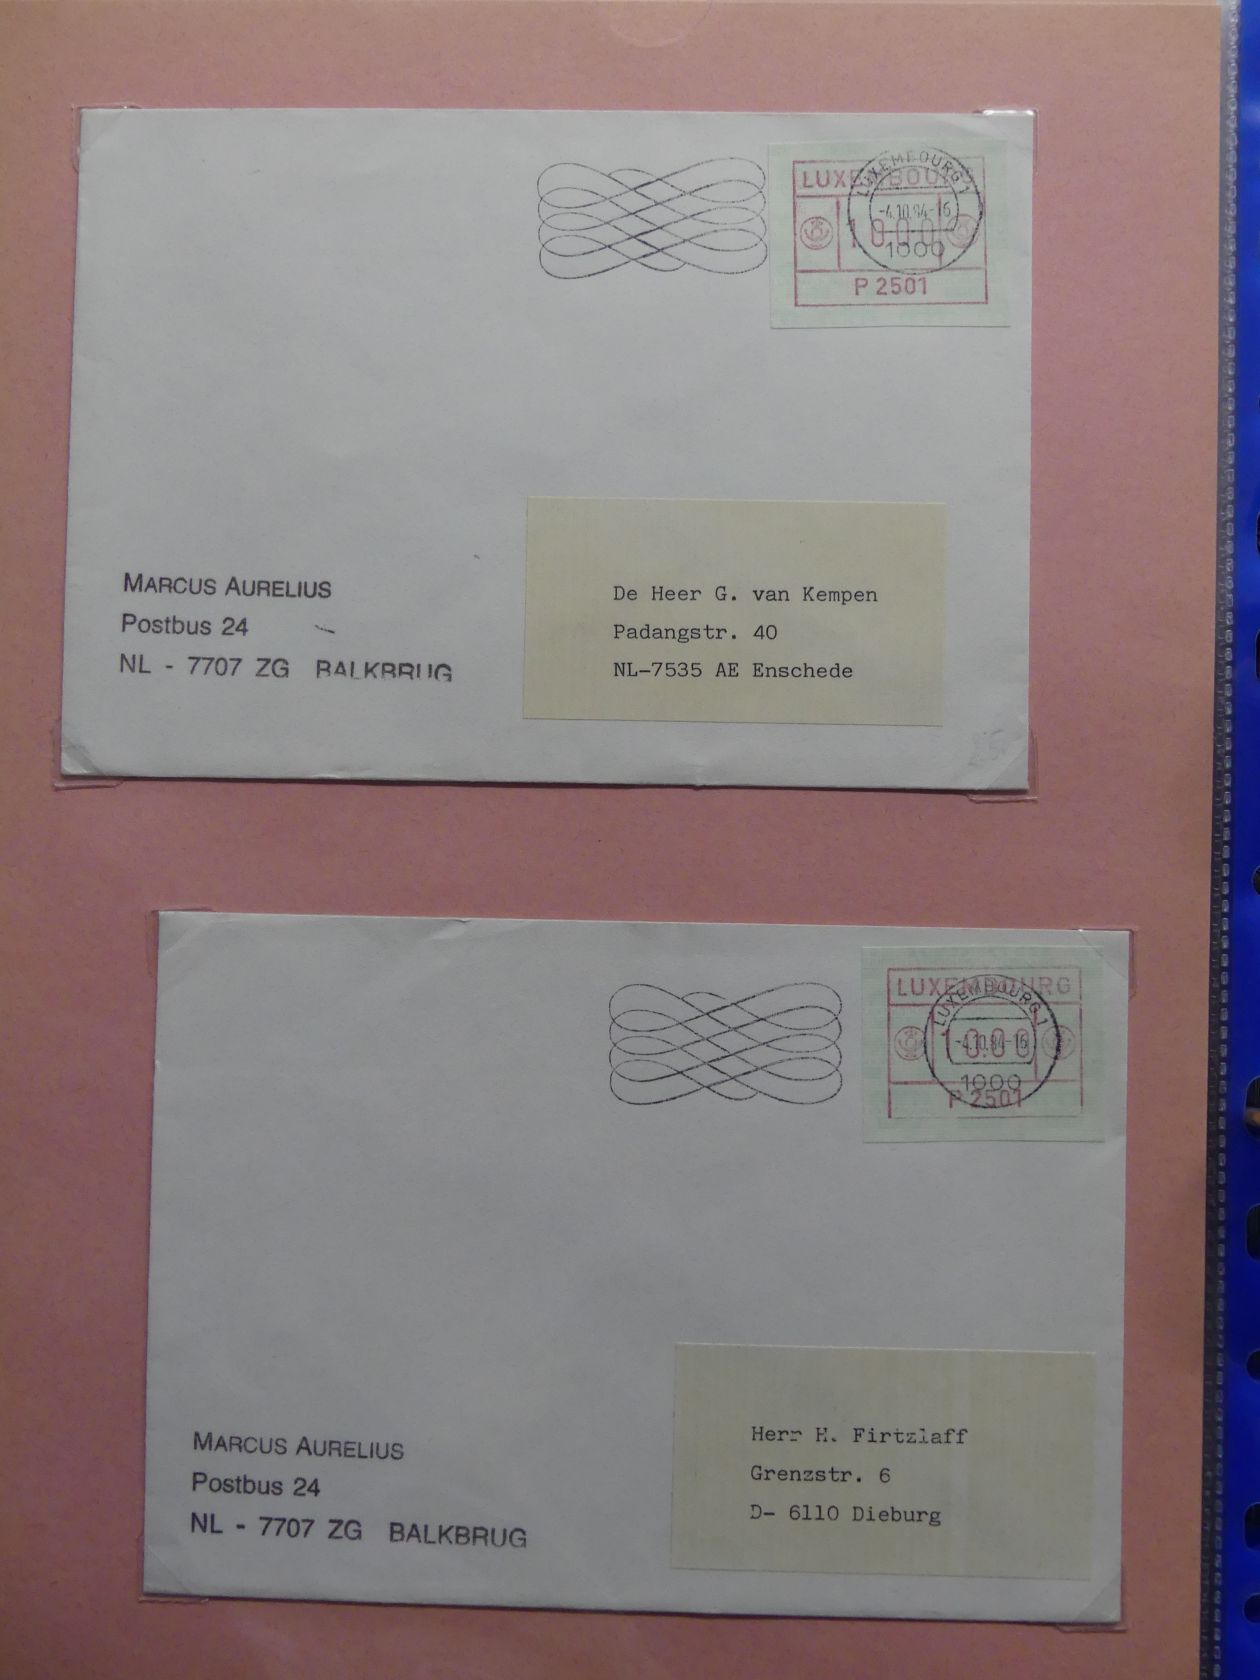 LUXEMBOURG
LUXEMBOURG 1
-4.10.84-16
1000
P 2501
MARCUS AURELIUS
Postbus 24
NL - 7707 ZG BALKBRUG
De Heer G. van Kempen
Padangstr. 40
NL-7535 AE Enschede
LUXEMBOURG
LUXEMBOURG 1
10.00
-4.10.84-16
1000
P 2501
MARCUS AURELIUS
Postbus 24
NL - 7707 ZG BALKBRUG
Herr H. Firtzlaff
Grenzstr. 6
D- 6110 Dieburg